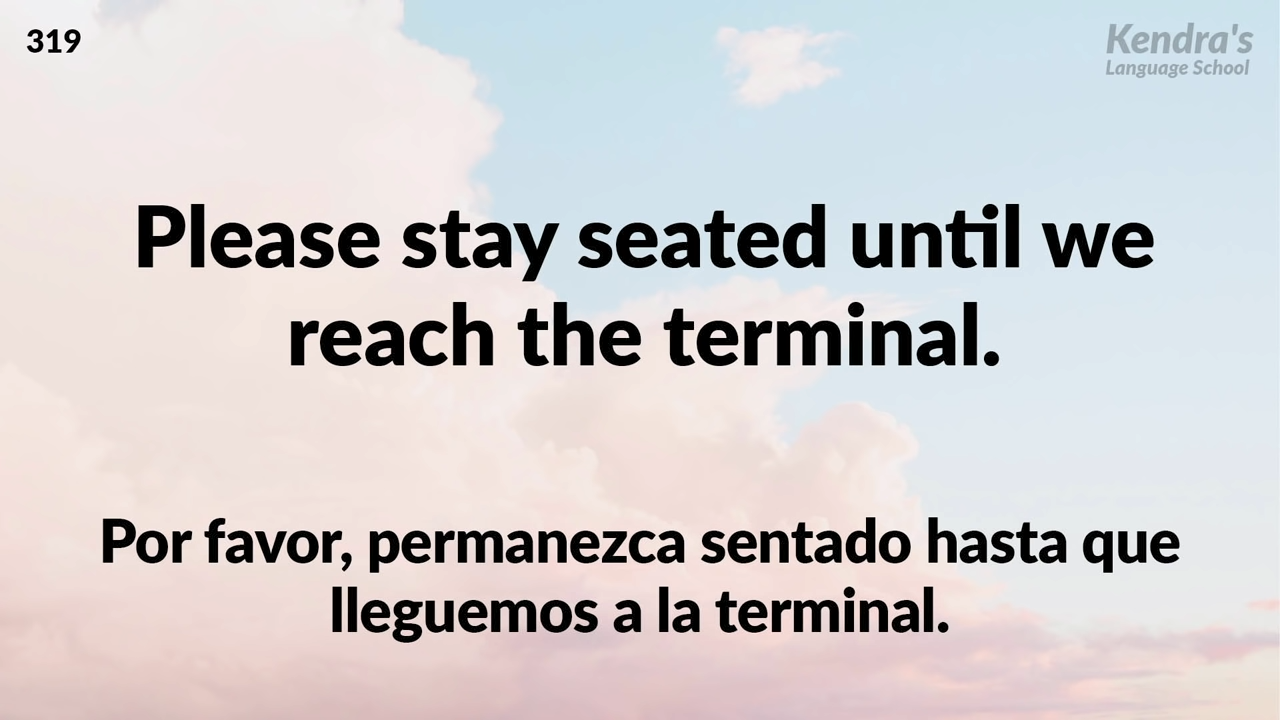 319
Kendra's
Language School
Please stay seated until we
reach the terminal.
Por favor, permanezca sentado hasta que
lleguemos a la terminal.